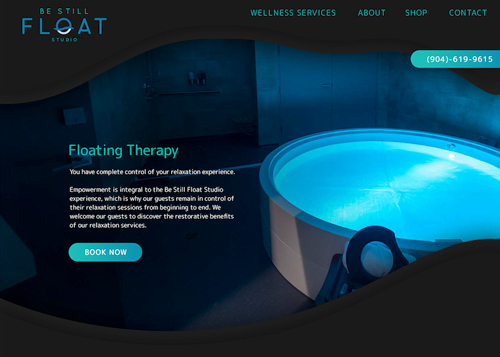 BE STILL
FLOAT
STUDIO
WELLNESS SERVICES ABOUT SHOP CONTACT
(904)-619-9615
Floating Therapy
You have complete control of your relaxation experience.
Empowerment is integral to the Be Still Float Studio
experience, which is why our guests remain in control of
their relaxation sessions from beginning to end. We
welcome our guests to discover the restorative benefits
of our relaxation services.
BOOK NOW